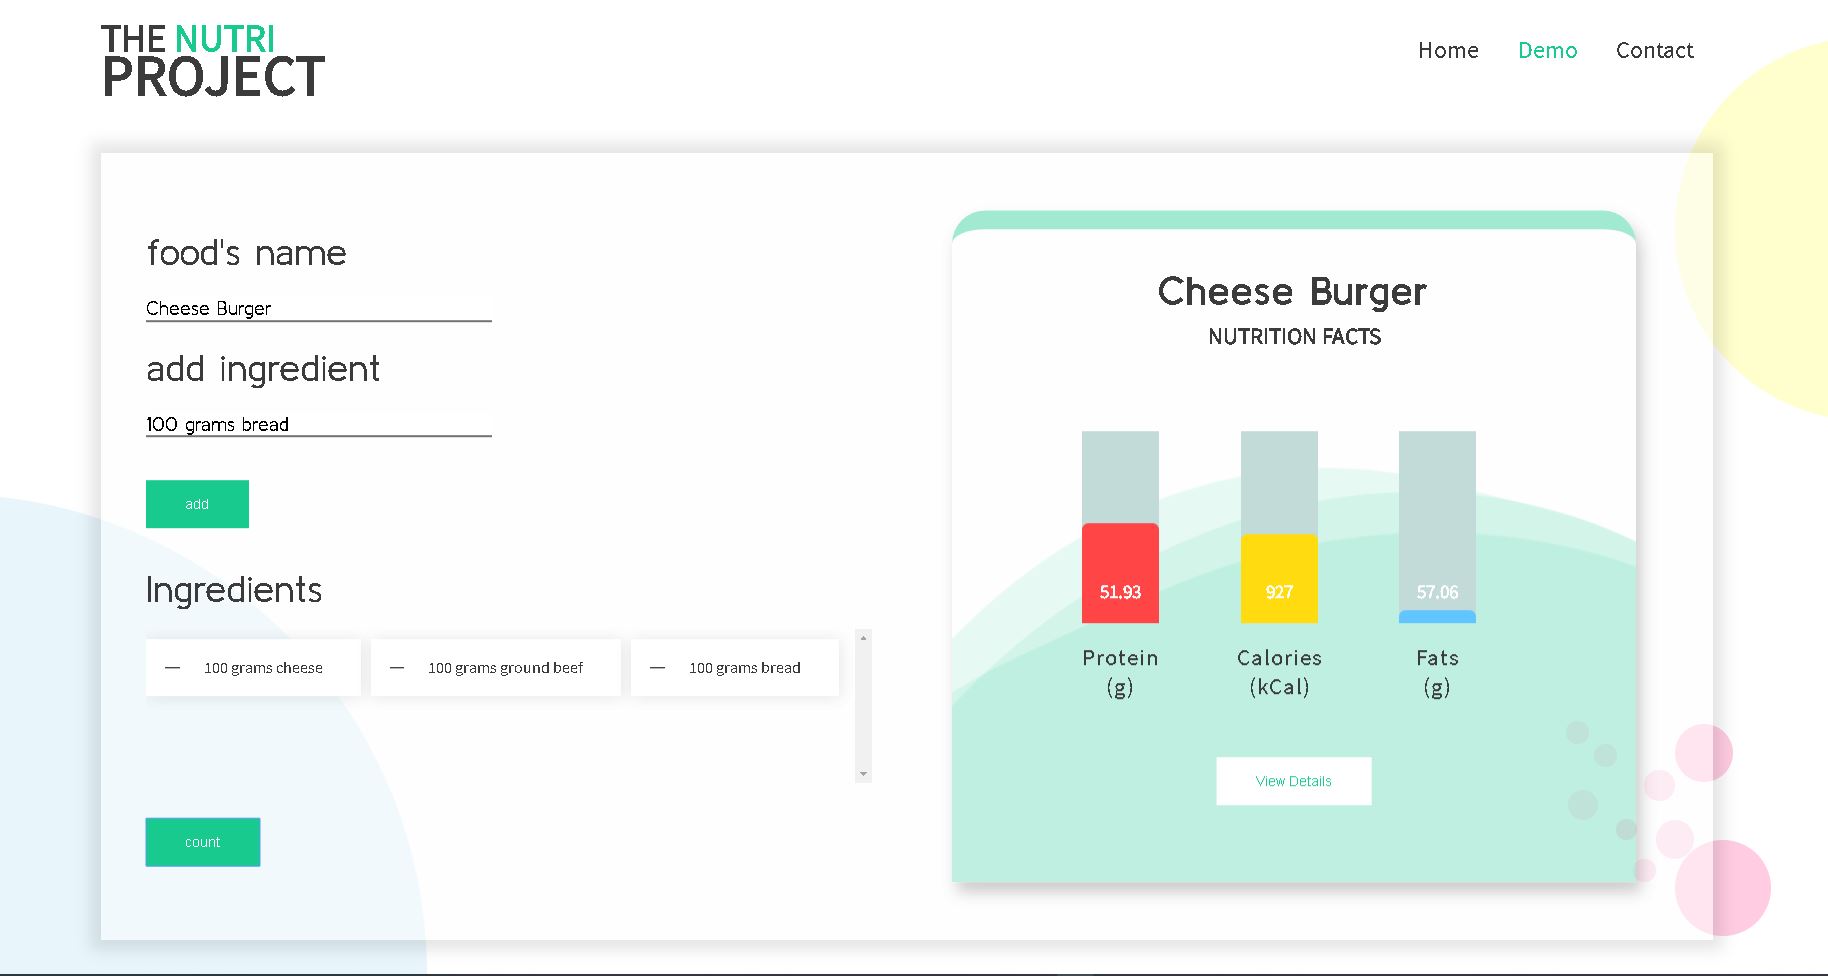 THE NUTRI
PROJECT
Home Demo Contact
food's name
Cheese Burger
add ingredient
100 grams bread
add
Ingredients
— 100 grams cheese — 100 grams ground beef — 100 grams bread
count
Cheese Burger
NUTRITION FACTS
51.93 927 57.06
Protein Calories Fats
(g) (kCal) (g)
View Details